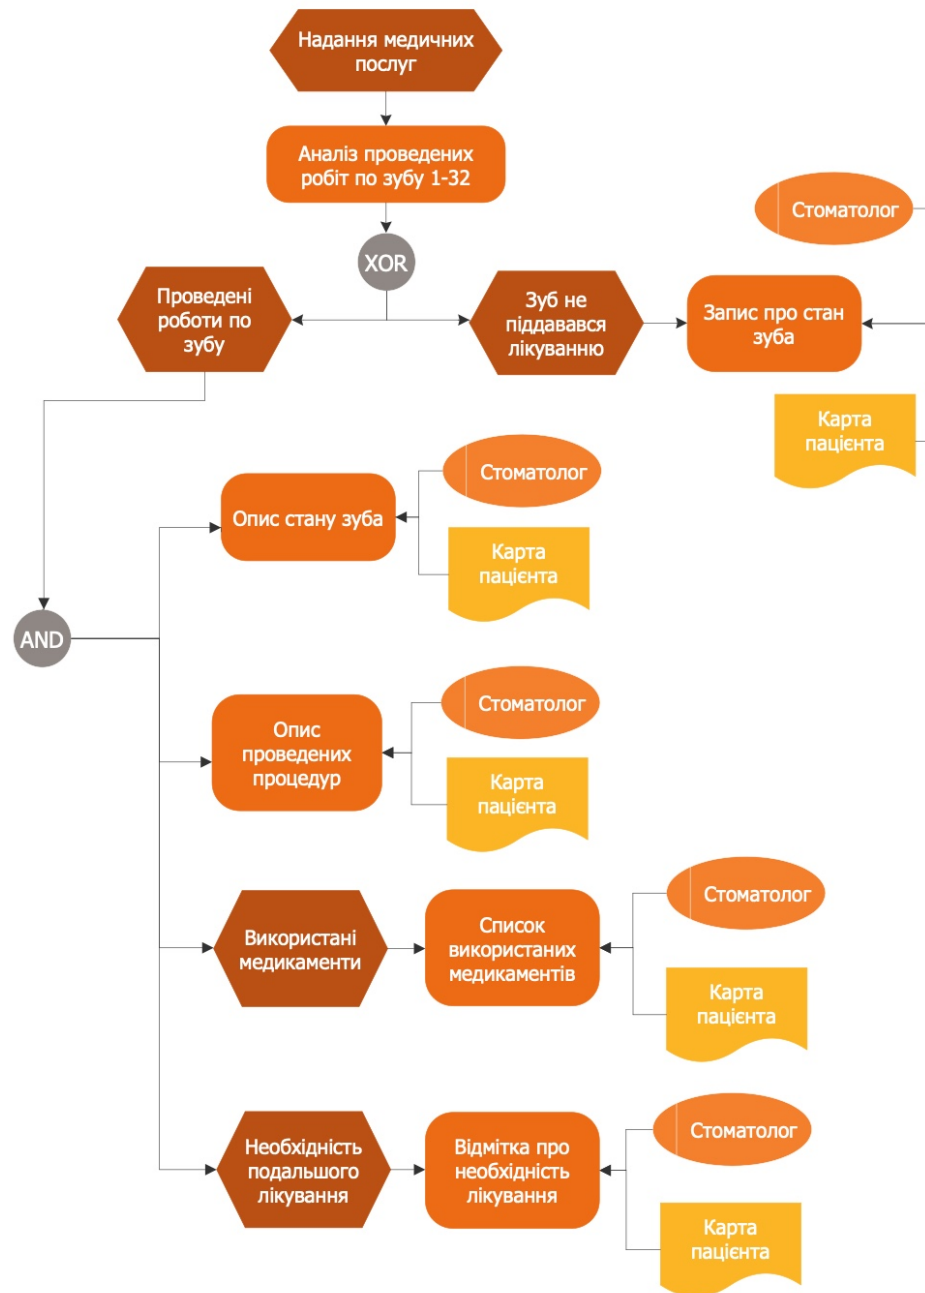 Надання медичних
послуг
Аналіз проведених
робіт по зубу 1-32
Стоматолог
XOR
Проведені
роботи по
зубу
Зуб не
піддавався
лікуванню
Запис про стан
зуба
Карта
пацієнта
Стоматолог
Опис стану зуба
Карта
пацієнта
AND
Стоматолог
Опис
проведених
процедур
Карта
пацієнта
Стоматолог
Використані
медикаменти
Список
використаних
медикаментів
Карта
пацієнта
Стоматолог
Необхідність
подальшого
лікування
Відмітка про
необхідність
лікування
Карта
пацієнта